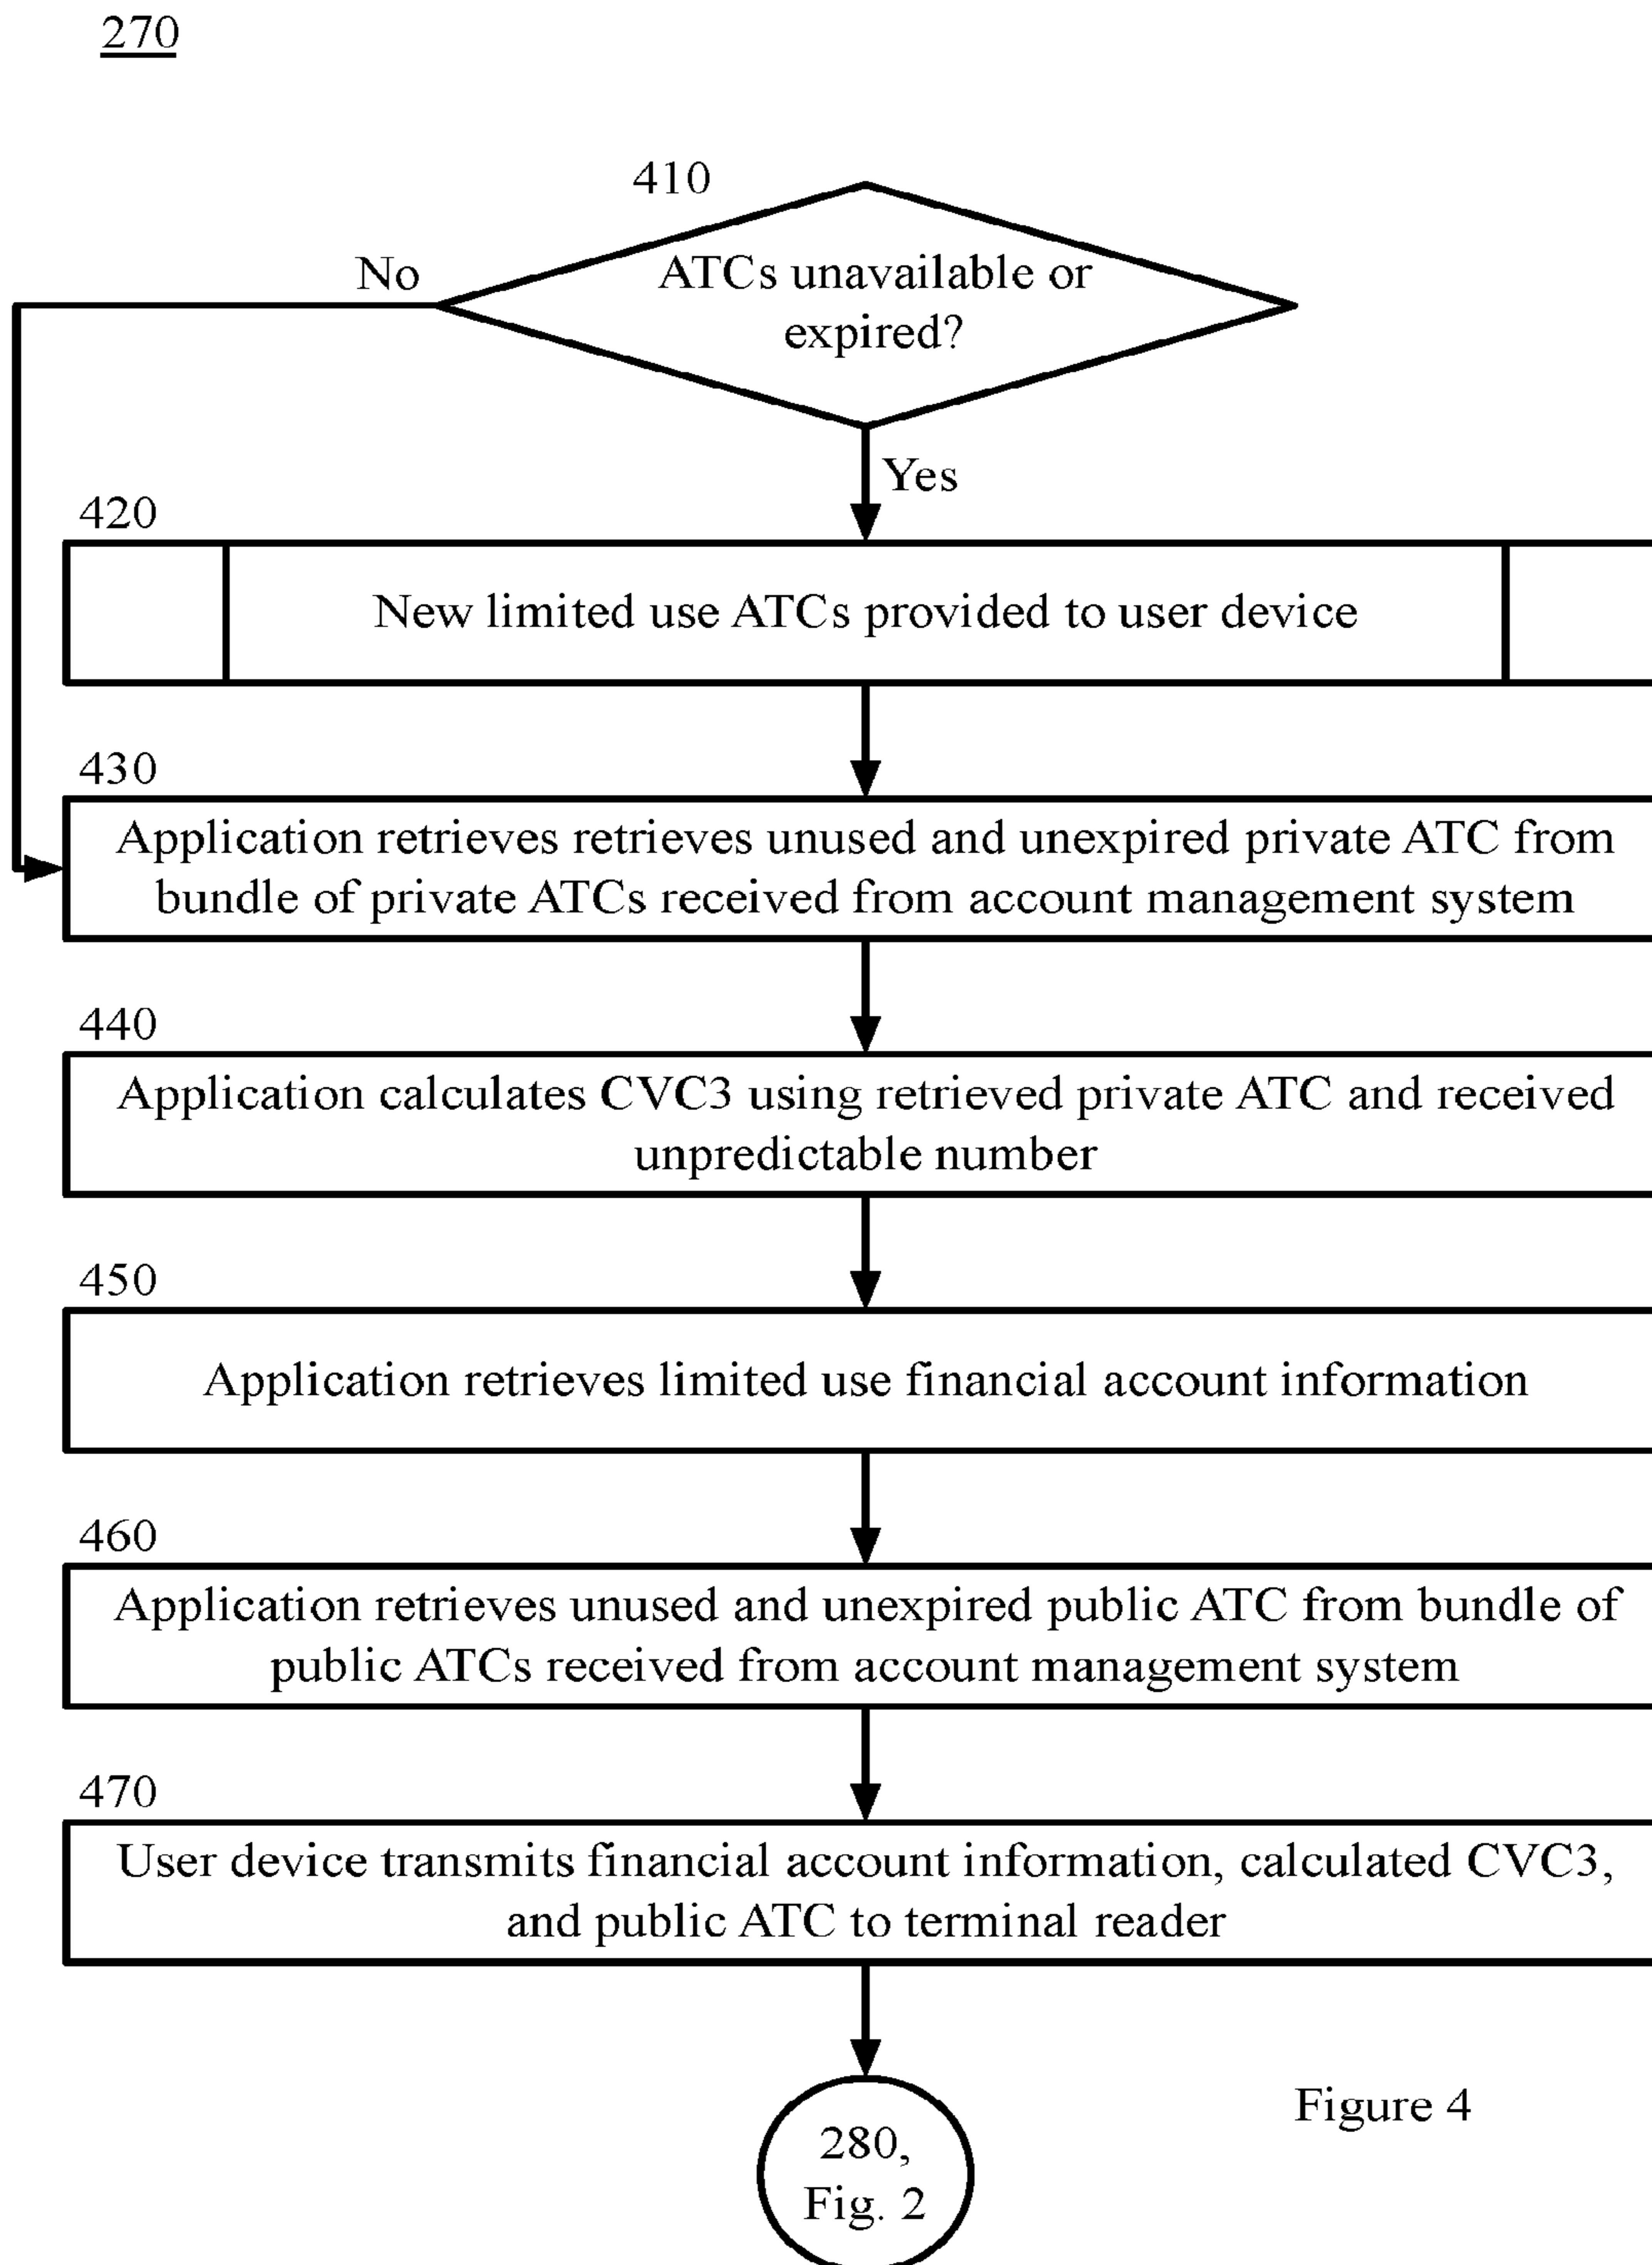 270
410
ATCs unavailable or
expired?
No
Yes
420
New limited use ATCs provided to user device
430
Application retrieves retrieves unused and unexpired private ATC from
bundle of private ATCs received from account management system
440
Application calculates CVC3 using retrieved private ATC and received
unpredictable number
450
Application retrieves limited use financial account information
460
Application retrieves unused and unexpired public ATC from bundle of
public ATCs received from account management system
470
User device transmits financial account information, calculated CVC3,
and public ATC to terminal reader
280,
Fig. 2
Figure 4